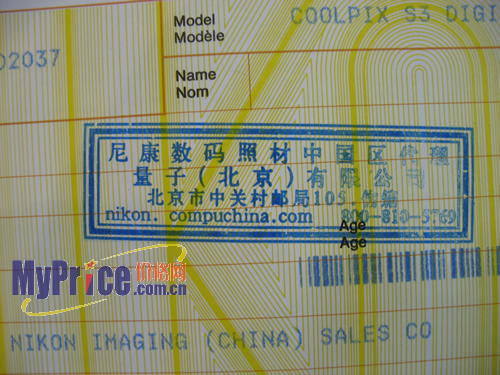 Model COOLPIX S3 DIGI
Modèle
02037
Name
Nom
尼康数码照材中国区代理
量子(北京)有限公司
北京市中关村邮局105
nikon.compuchina.com 800-810-5769
Age
Age
MyPrice价格网
.com.cn
NIKON IMAGING (CHINA) SALES CO